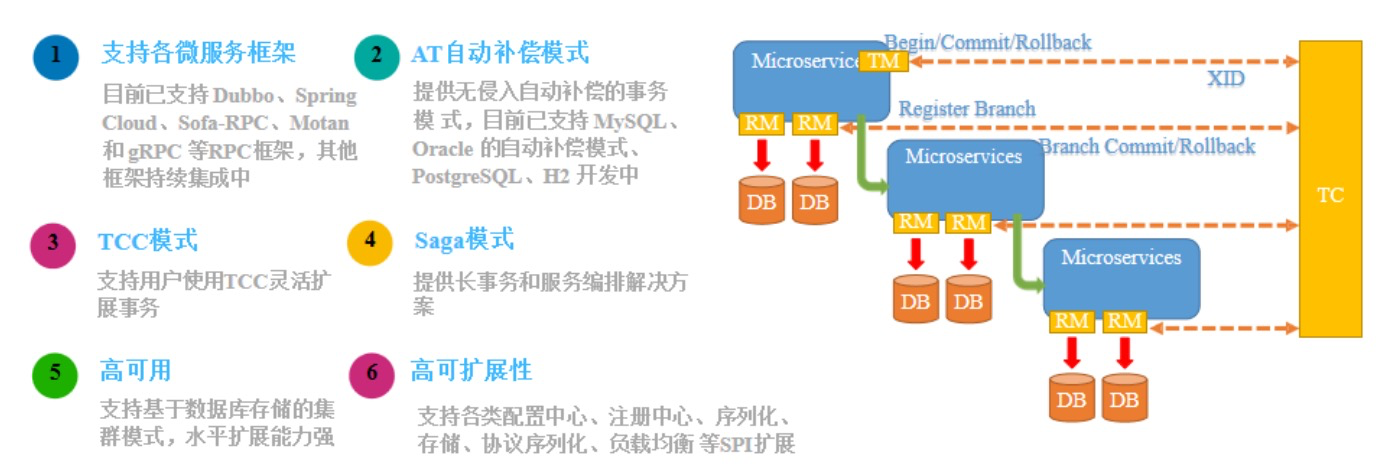 1
支持各微服务框架
目前已支持 Dubbo、Spring
Cloud、Sofa-RPC、Motan
和 gRPC 等RPC框架，其他
框架持续集成中
2
AT自动补偿模式
提供无侵入自动补偿的事务
模 式，目前已支持 MySQL、
Oracle 的自动补偿模式、
PostgreSQL、H2 开发中
3
TCC模式
支持用户使用TCC灵活扩
展事务
4
Saga模式
提供长事务和服务编排解决方
案
5
高可用
支持基于数据库存储的集
群模式，水平扩展能力强
6
高可扩展性
支持各类配置中心、注册中心、序列化、
存储、协议序列化、负载均衡 等SPI扩展
Begin/Commit/Rollback
Microservice
TM
XID
Register Branch
RM RM
Branch Commit/Rollback
Microservices
DB DB
TC
RM RM
Microservices
DB DB
RM RM
DB DB